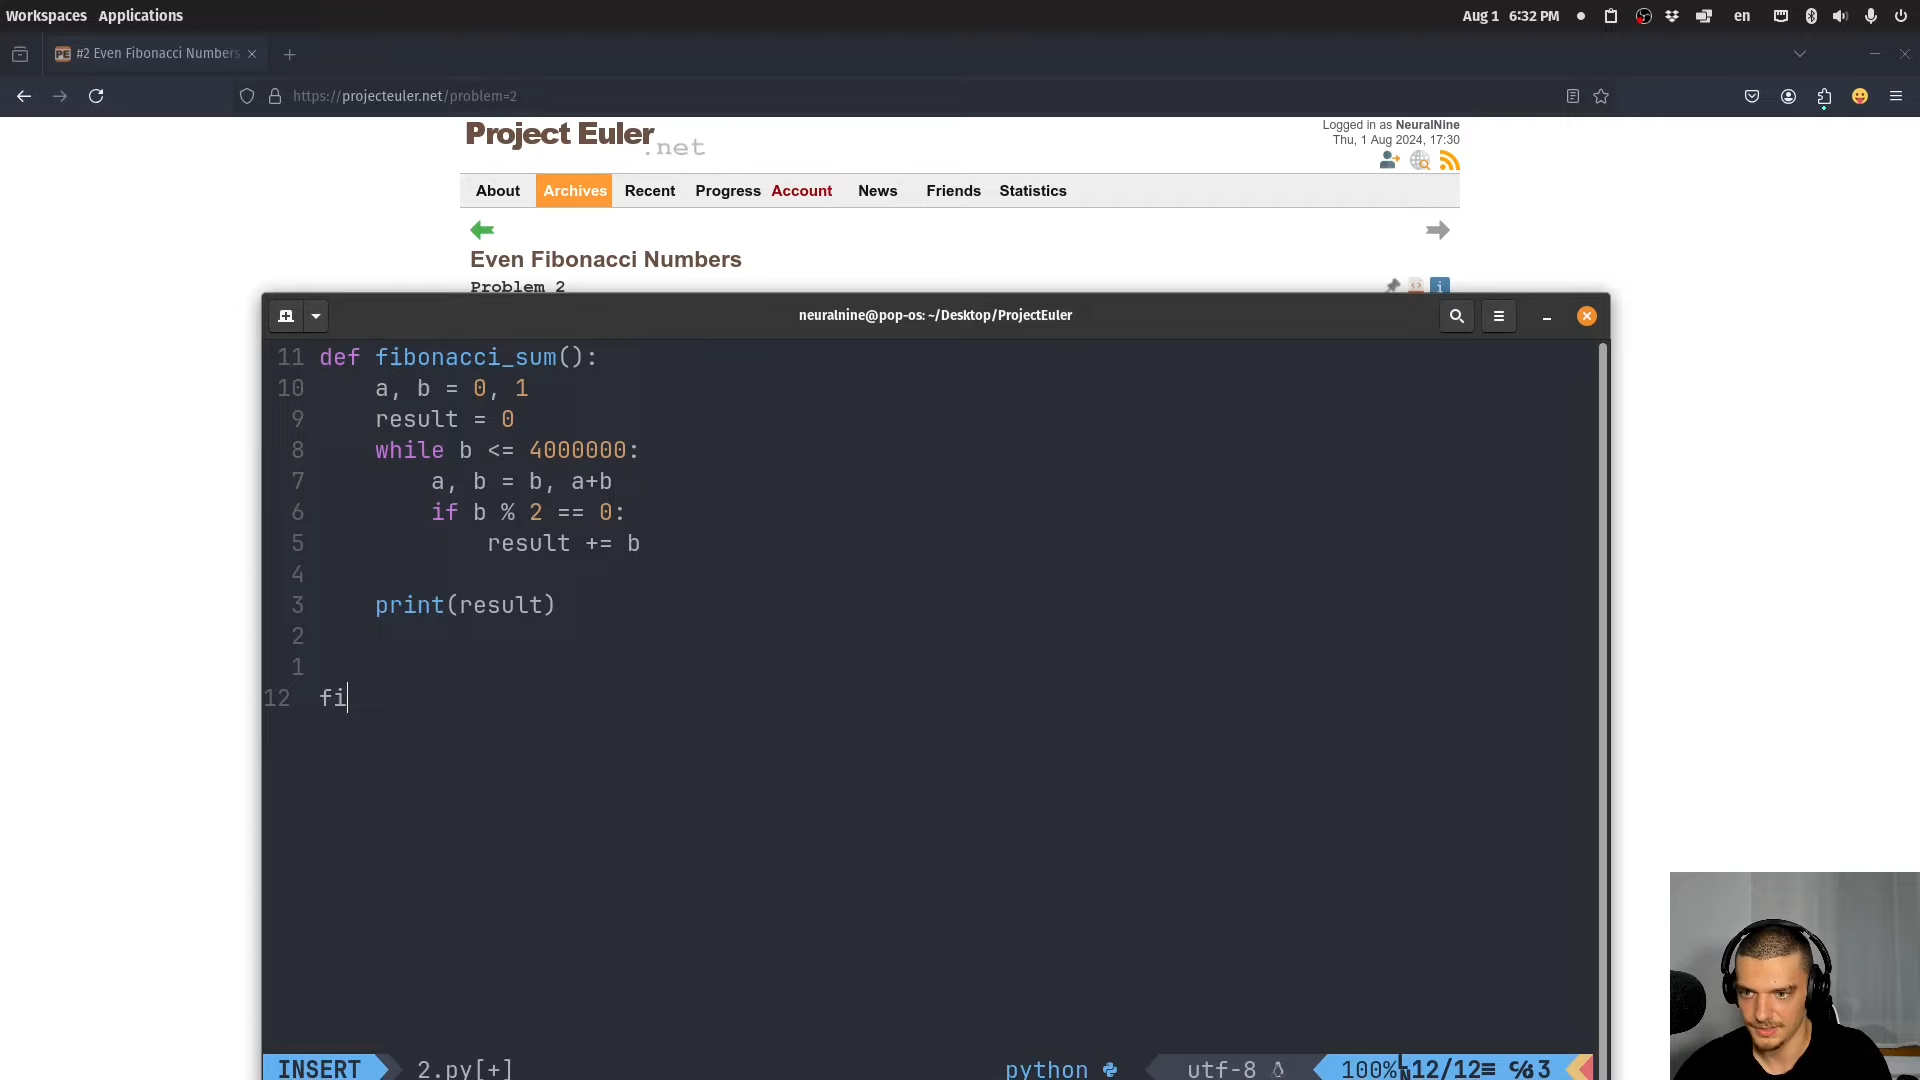 Workspaces Applications Aug 1 6:32 PM en
PE #2 Even Fibonacci Numbers
https://projecteuler.net/problem=2
Project Euler .net
Logged in as NeuralNine
Thu, 1 Aug 2024, 17:30
About Archives Recent Progress Account News Friends Statistics
Even Fibonacci Numbers
Problem 2
neuralnine@pop-os: ~/Desktop/ProjectEuler
11 def fibonacci_sum():
10 a, b = 0, 1
9 result = 0
8 while b <= 4000000:
7 a, b = b, a+b
6 if b % 2 == 0:
5 result += b
4
3 print(result)
2
1
12 fi
INSERT 2.py[+] python utf-8 100% 12/12≡ ℅3